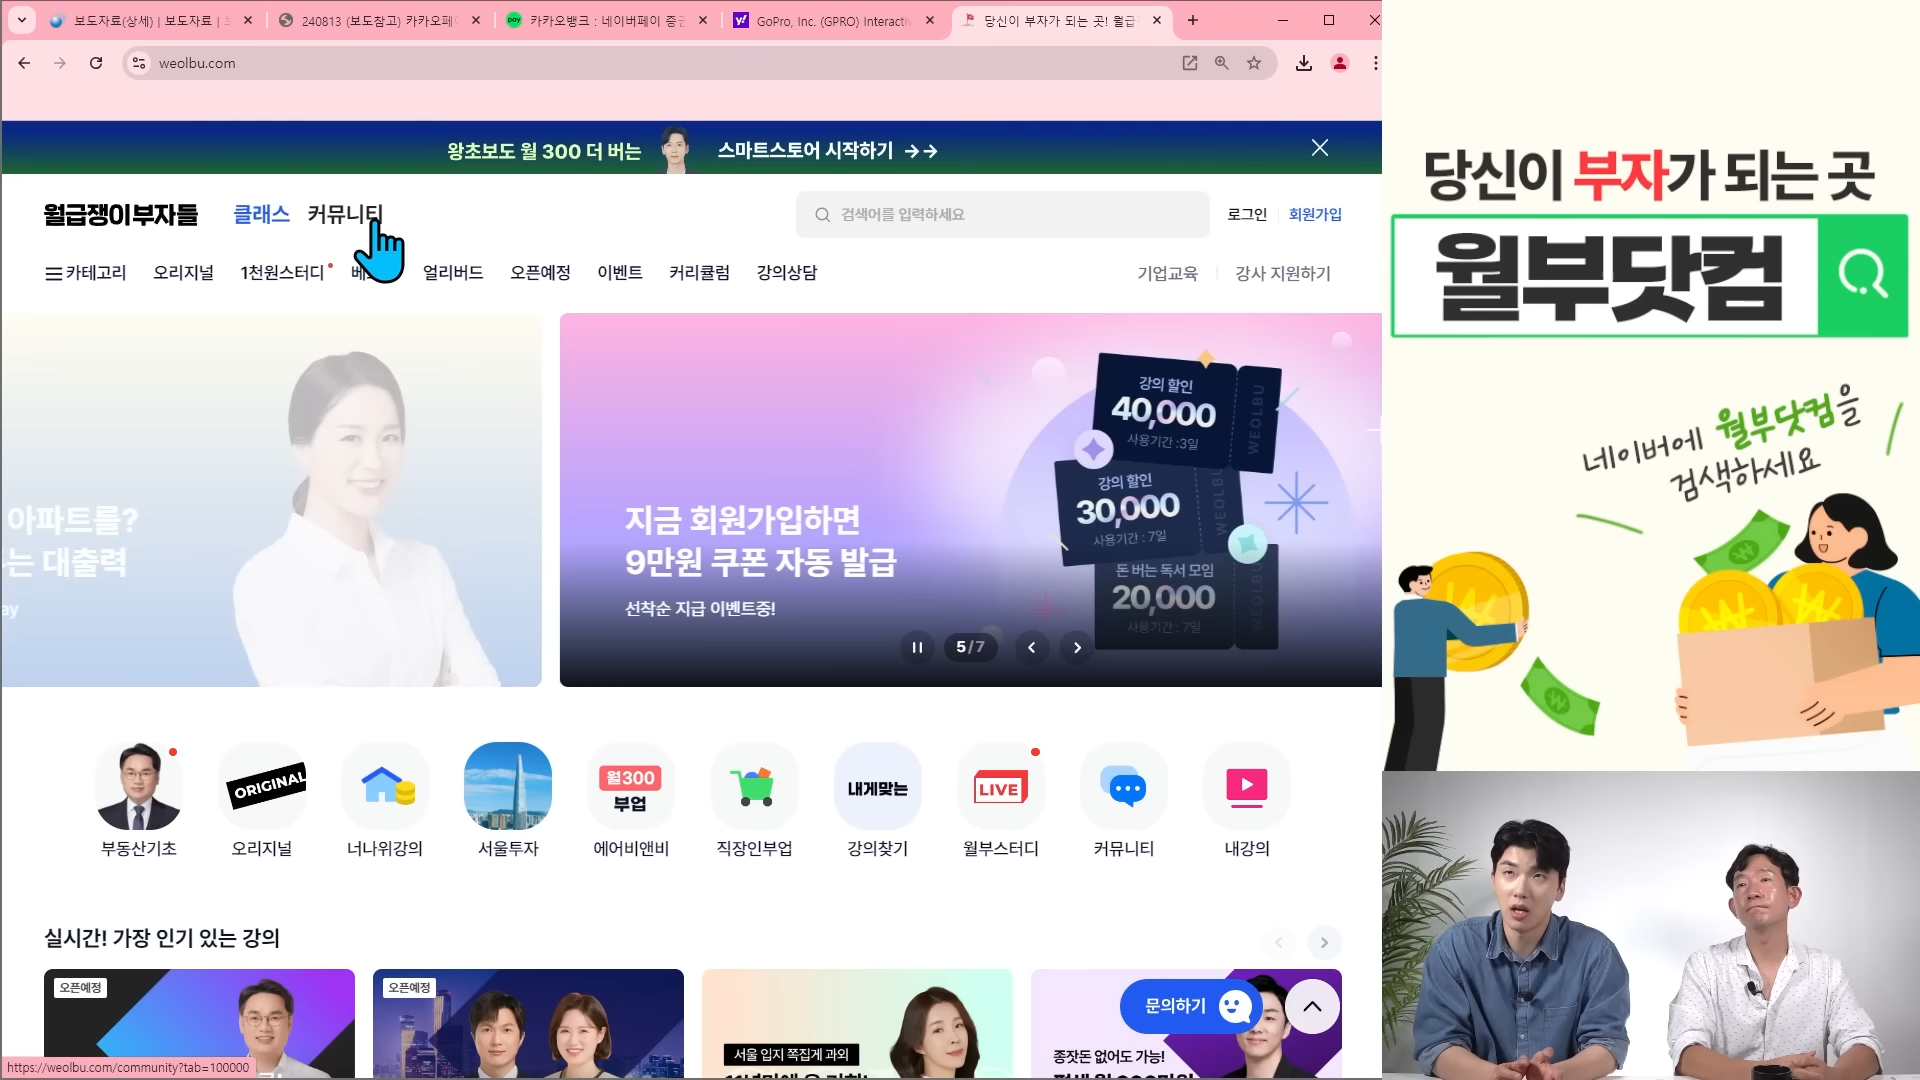 보도자료(상세) | 보도자료 |
240813 (보도참고) 카카오페
카카오뱅크 : 네이버페이 증권
GoPro, Inc. (GPRO) Interactiv
당신이 부자가 되는 곳! 월급
weolbu.com
왕초보도 월 300 더 버는 스마트스토어 시작하기 →→
월급쟁이부자들 클래스 커뮤니티
검색어를 입력하세요
로그인 회원가입
카테고리 오리지널 1천원스터디 얼리버드 오픈예정 이벤트 커리큘럼 강의상담
기업교육 강사 지원하기
아파트를?
는 대출력
ay
지금 회원가입하면
9만원 쿠폰 자동 발급
선착순 지급 이벤트중!
강의 할인
40,000
사용기간 :3일
WEOLBU
강의 할인
30,000
사용기간 : 7일
WEOLBU
돈 버는 독서 모임
20,000
사용기간 : 7일
WEOLBU
5/7
ORIGINAL
월300
부업
내게맞는
LIVE
부동산기초 오리지널 너나위강의 서울투자 에어비앤비 직장인부업 강의찾기 월부스터디 커뮤니티 내강의
실시간! 가장 인기 있는 강의
오픈예정
오픈예정
서울 입지 쪽집게 과외
종잣돈 없어도 가능!
문의하기
https://weolbu.com/community?tab=100000
당신이 부자가 되는 곳
월부닷컴
네이버에 월부닷컴을
검색하세요